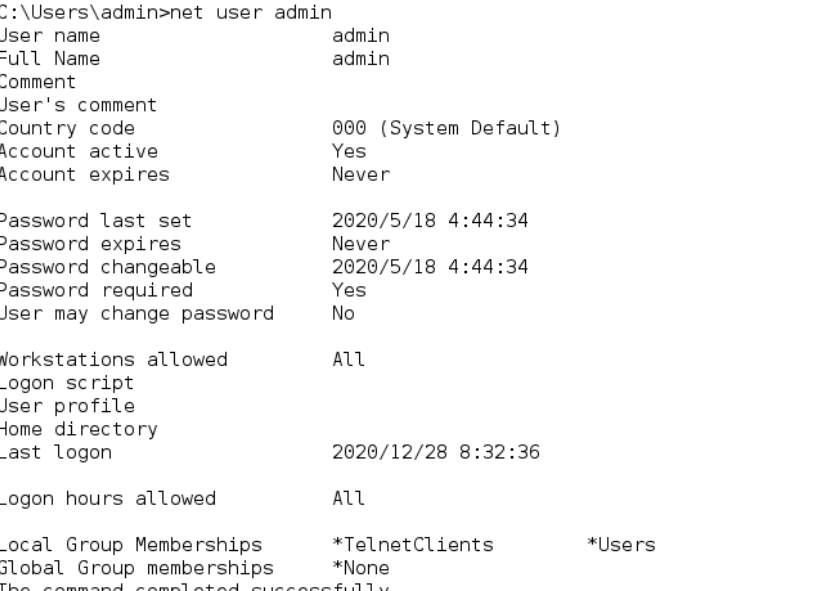 C:\Users\admin>net user admin
User name admin
Full Name admin
Comment
User's comment
Country code 000 (System Default)
Account active Yes
Account expires Never
Password last set 2020/5/18 4:44:34
Password expires Never
Password changeable 2020/5/18 4:44:34
Password required Yes
User may change password No
Workstations allowed All
Logon script
User profile
Home directory
Last logon 2020/12/28 8:32:36
Logon hours allowed All
Local Group Memberships *TelnetClients *Users
Global Group memberships *None
The command completed successfully